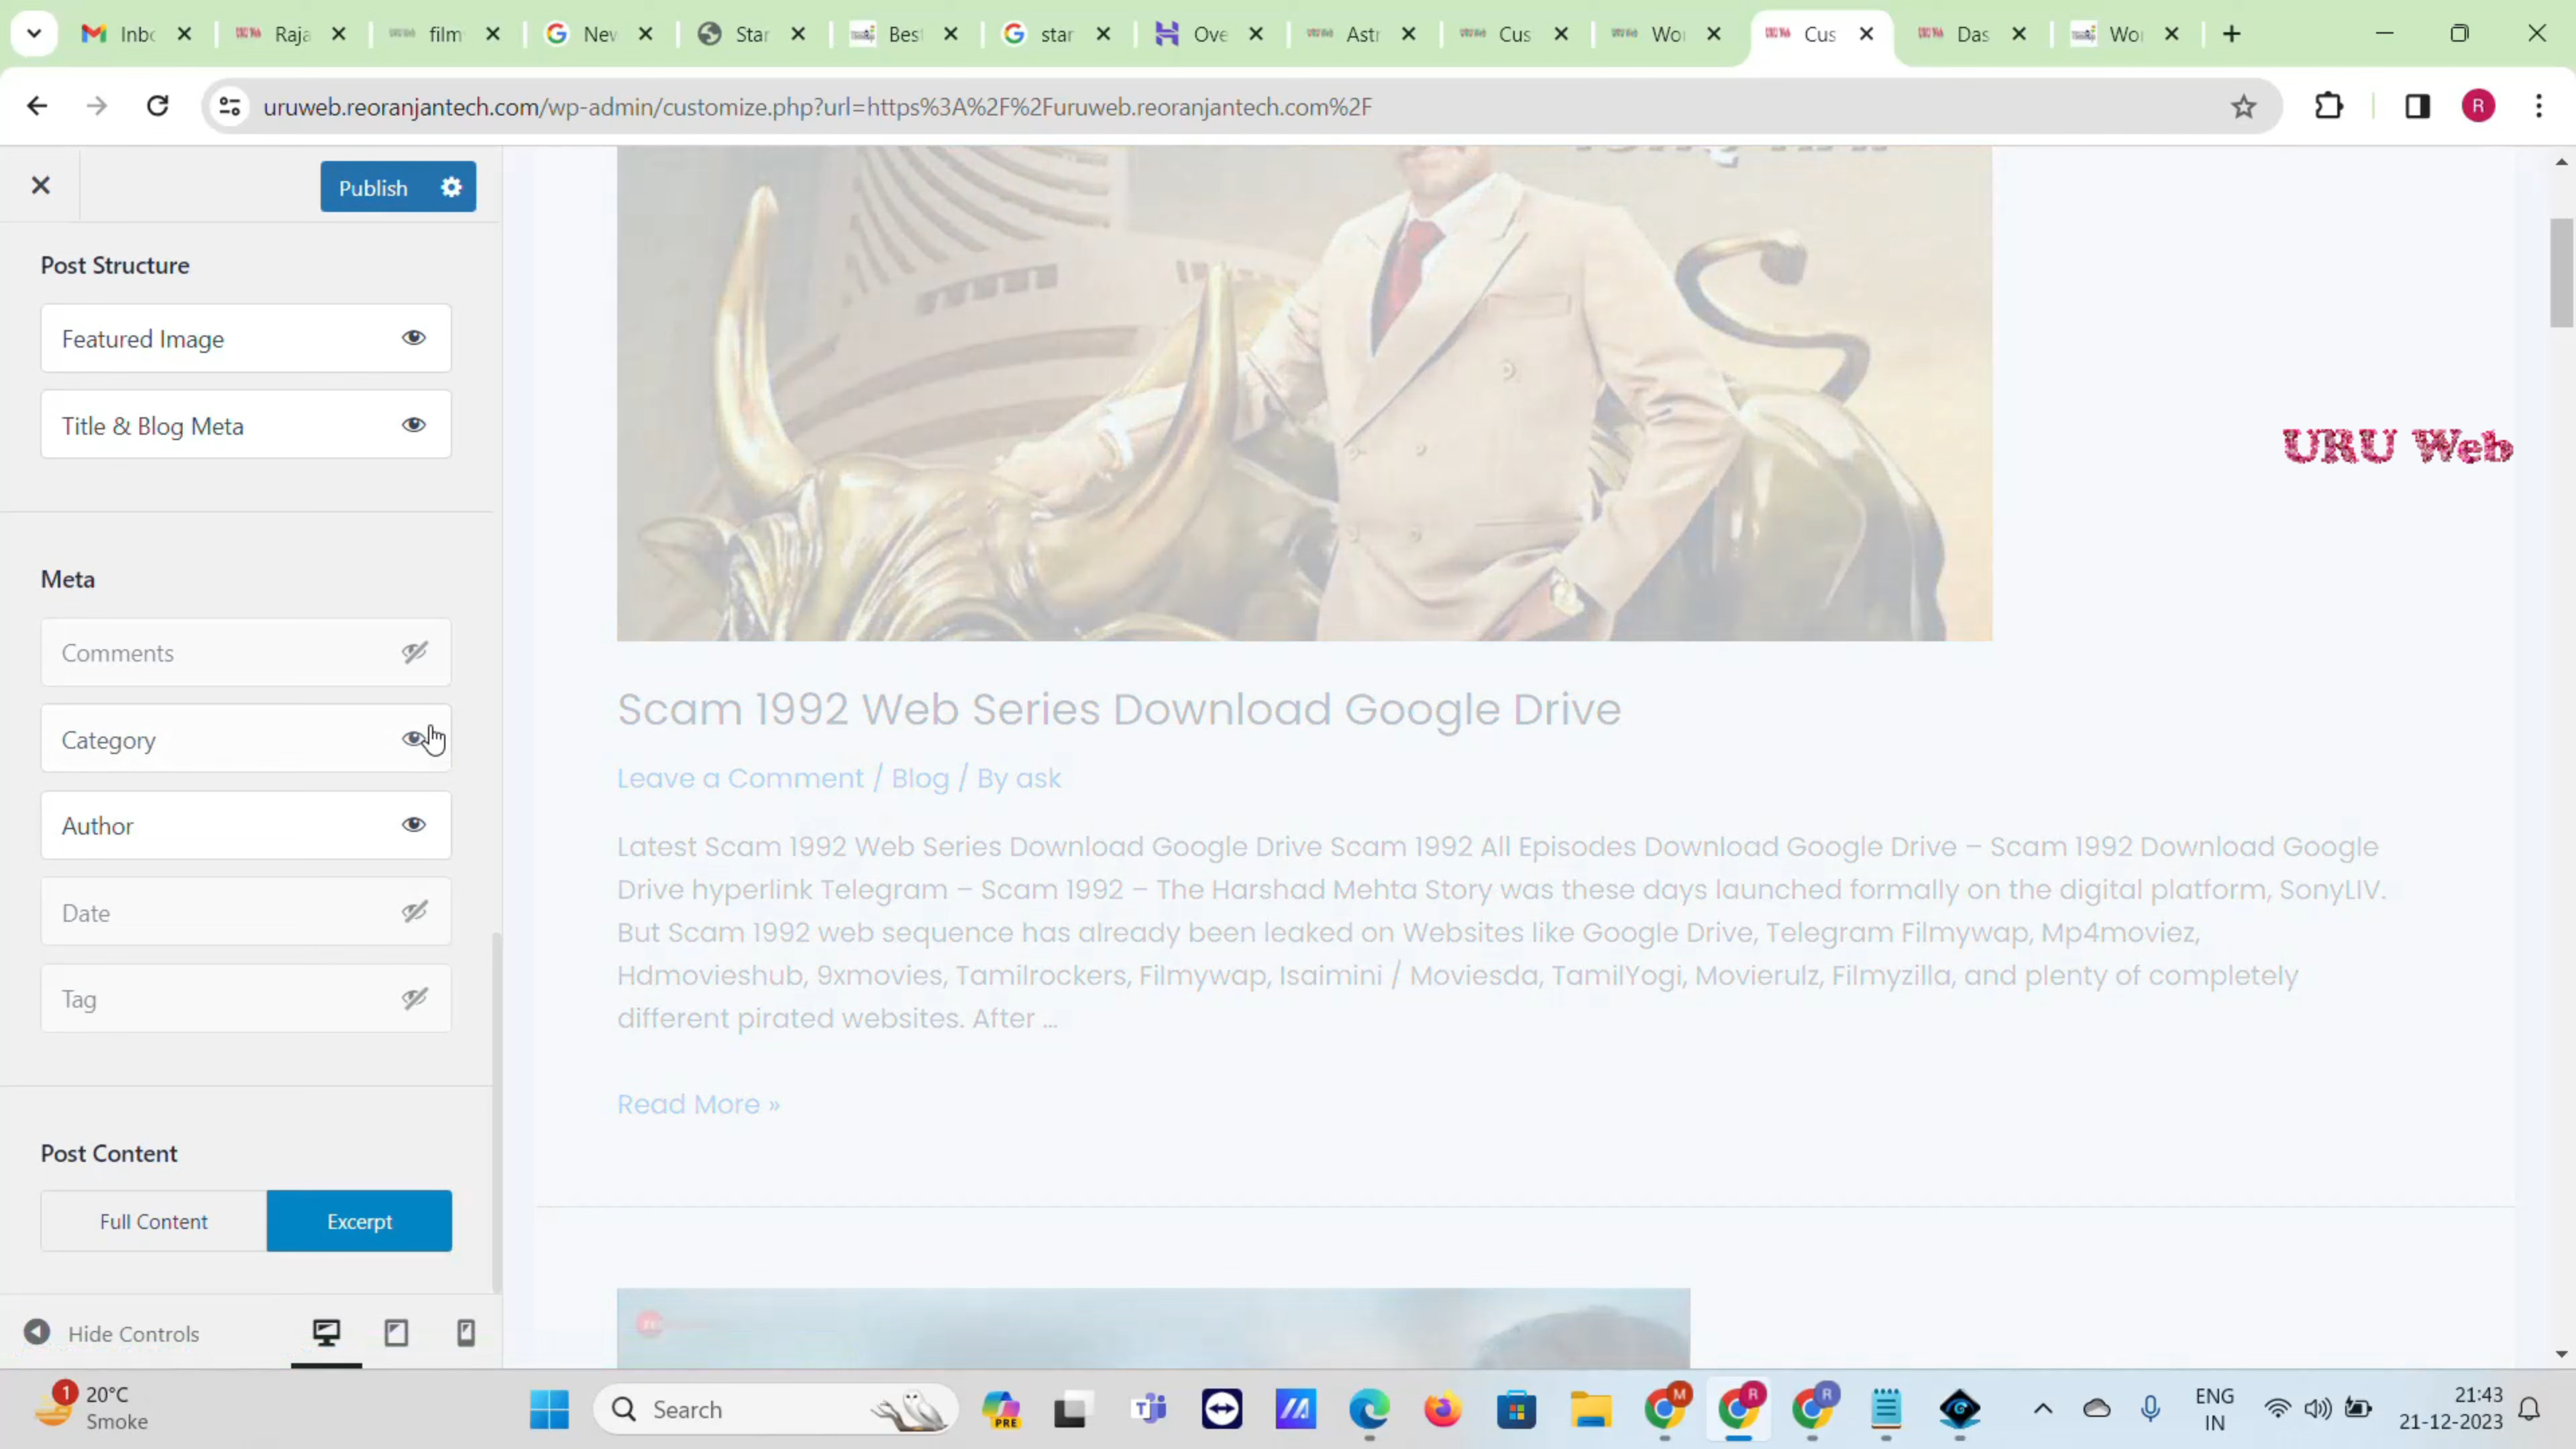 Inbo
Raja
film
Nev
Star
Bes
star
Ove
Astr
Cus
Wor
Cus
Das
Wor
uruweb.reoranjantech.com/wp-admin/customize.php?url=https%3A%2F%2Furuweb.reoranjantech.com%2F
R
Publish
Post Structure
Featured Image
Title & Blog Meta
URU Web
Meta
Comments
Category
Author
Date
Tag
Scam 1992 Web Series Download Google Drive
Leave a Comment / Blog / By ask
Latest Scam 1992 Web Series Download Google Drive Scam 1992 All Episodes Download Google Drive – Scam 1992 Download Google
Drive hyperlink Telegram – Scam 1992 – The Harshad Mehta Story was these days launched formally on the digital platform, SonyLIV.
But Scam 1992 web sequence has already been leaked on Websites like Google Drive, Telegram Filmywap, Mp4moviez,
Hdmovieshub, 9xmovies, Tamilrockers, Filmywap, Isaimini / Moviesda, TamilYogi, Movierulz, Filmyzilla, and plenty of completely
different pirated websites. After ...
Read More »
Post Content
Full Content
Excerpt
Hide Controls
1
20°C
Smoke
Search
PRE
M
R
R
ENG
IN
21:43
21-12-2023